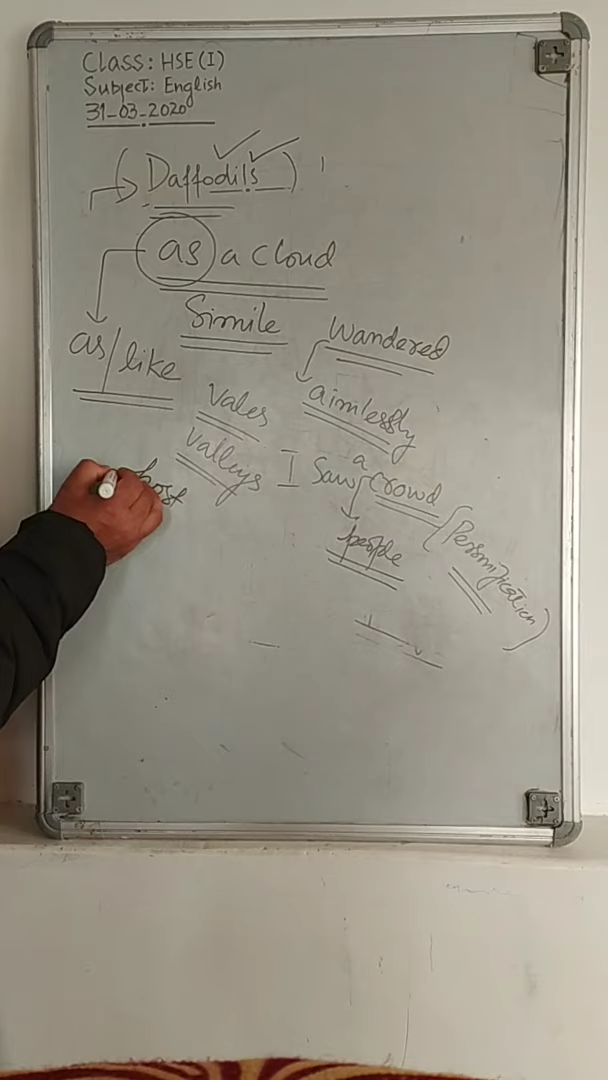 Class: HSE(I)
Subject: English
31-03-2020
(Daffodils)
as a cloud
Simile
Wandered
as/like
aimlessly
Vales
Valleys
I saw a crowd
(Personification)
people
host